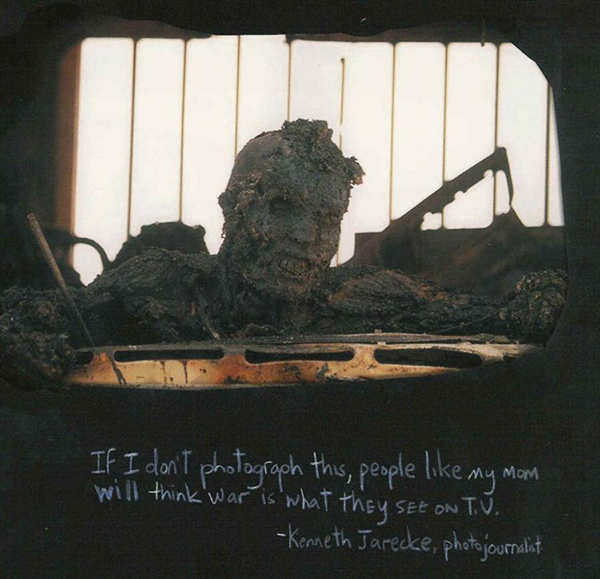 If I don't photograph this, people like my mom
will think war is what they see on T.V.
-Kenneth Jarecke, photojournalist